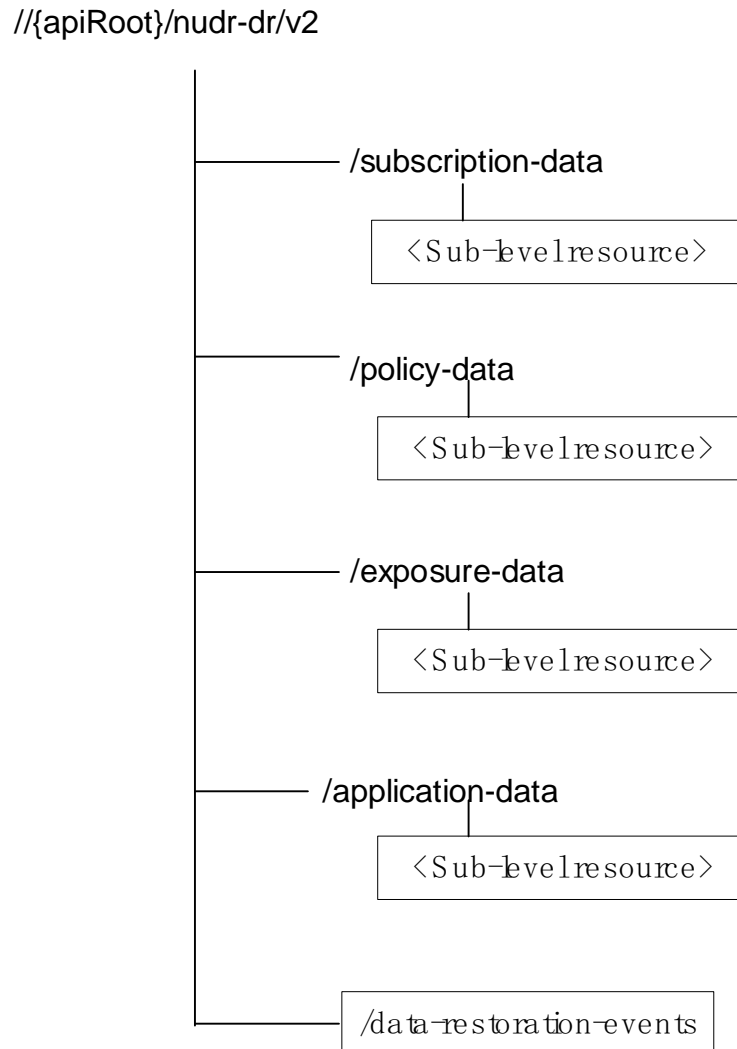 //{apiRoot}/nudr-dr/v2
/subscription-data
<Sub-levelresource>
/policy-data
<Sub-levelresource>
/exposure-data
<Sub-levelresource>
/application-data
<Sub-levelresource>
/data-restoration-events